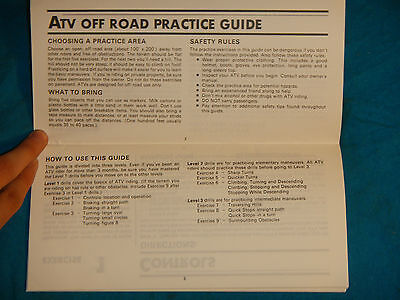 ATV OFF ROAD PRACTICE GUIDE
CHOOSING A PRACTICE AREA
Choose an open off road area (about 100' x 200') away from
other riders and free of obstructions. The terrain should be
flat for the first five exercises. For the next two you'll need a hill. The
hill should not be very steep. It should be easy to climb on foot!
Practicing on a hard dirt surface will make it easier for you to learn
the basic maneuvers. If you're riding on private property, be sure
you have permission from the owner. Do not do these exercises
on pavement. ATVs are designed for off-road use only.
WHAT TO BRING
Bring five objects that you can use as markers. Milk cartons or
plastic bottles with a little sand in them work well. Don't use
glass bottles or other breakable items. You should also bring a
tape measure to mark distances or at least measure your stride
so you can pace off the distances. (One hundred feet usually
equals 35 to 40 paces.)
SAFETY RULES
The practice exercises in this guide can be dangerous if you don't
follow the instructions provided. Also follow these safety rules:
• Wear proper protective clothing. This includes a good
helmet, boots, gloves, eye protection, long pants and a
long sleeved top.
• Inspect your ATV before you begin. Consult your owner's
manual.
• Check the practice area for potential hazards.
• Bring an experienced friend along to help.
• Don't mix alcohol or other drugs with ATV riding.
• DO NOT carry passengers.
• Pay attention to additional safety tips found throughout
this guide.
HOW TO USE THIS GUIDE
This guide is divided into three levels. Even if you've been an
ATV rider for more than 3 months, be sure you have mastered
the Level 1 drills before you move on to the other levels.
Level 1 drills cover the basics of ATV riding. (If the terrain you
are riding on has ruts or other obstacles, include Exercise 9 after
Exercise 3 in Level 1 drills.)
Exercise 1 - Controls location and operation
Exercise 2 - Braking straight path
Braking in a turn
Exercise 3 - Turning large oval
Turning small circles
Turning figure 8
Level 2 drills are for practicing elementary maneuvers. All ATV
riders should practice these drills before going to Level 3.
Exercise 4 - Sharp Turns
Exercise 5 - Quicker Turns
Exercise 6 - Climbing, Turning and Descending
Climbing, Stopping and Descending
Stopping While Descending
Level 3 drills are for practicing intermediate maneuvers.
Exercise 7 - Traversing Hills
Exercise 8 - Quick Stops straight path
Quick Stops in a turn
Exercise 9 - Surmounting Obstacles
DIRECTIONS
EXERCISE 1 CONTROLS